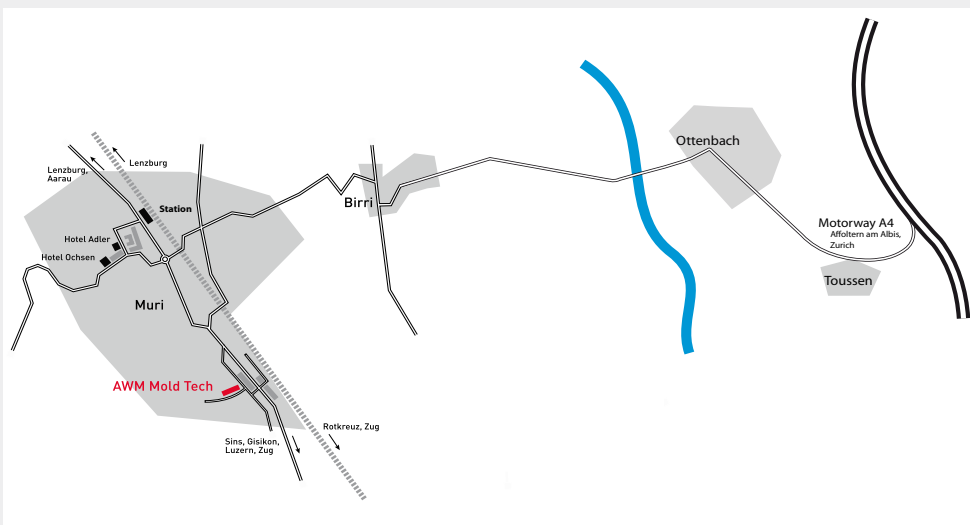 Lenzburg
Lenzburg,
Aarau
Station
Hotel Adler
Hotel Ochsen
Muri
Birri
Ottenbach
Motorway A4
Affoltern am Albis,
Zurich
Toussen
AWM Mold Tech
Rotkreuz, Zug
Sins, Gisikon,
Luzern, Zug